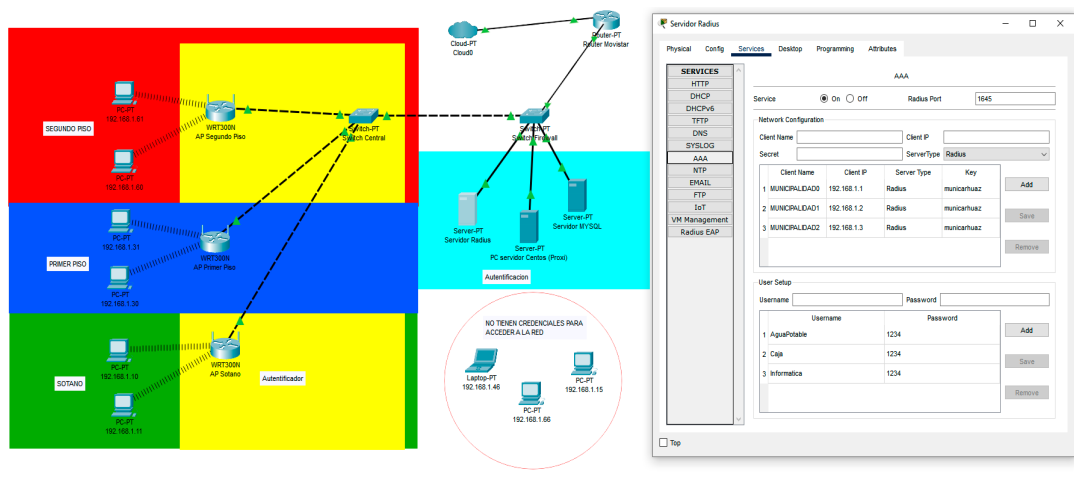 Cloud-PT
Cloud0
Router-PT
Router Movistar
SEGUNDO PISO
PC-PT
192.168.1.61
PC-PT
192.168.1.60
WRT300N
AP Segundo Piso
Switch-PT
Switch Central
Switch-PT
Switch Firewall
PRIMER PISO
PC-PT
192.168.1.31
PC-PT
192.168.1.30
WRT300N
AP Primer Piso
Server-PT
Servidor Radius
Server-PT
PC servidor Centos (Proxi)
Server-PT
Servidor MYSQL
Autentificacion
SOTANO
PC-PT
192.168.1.10
PC-PT
192.168.1.11
WRT300N
AP Sotano
Autentificador
NO TIENEN CREDENCIALES PARA
ACCEDER A LA RED
Laptop-PT
192.168.1.46
PC-PT
192.168.1.66
PC-PT
192.168.1.15
Servidor Radius
Physical Config Services Desktop Programming Attributes
SERVICES
HTTP
DHCP
DHCPv6
TFTP
DNS
SYSLOG
AAA
NTP
EMAIL
FTP
IoT
VM Management
Radius EAP
AAA
Service On Off Radius Port 1645
Network Configuration
Client Name Client IP
Secret ServerType Radius
Client Name Client IP Server Type Key
1 MUNICIPALIDAD0 192.168.1.1 Radius municarhuaz
2 MUNICIPALIDAD1 192.168.1.2 Radius municarhuaz
3 MUNICIPALIDAD2 192.168.1.3 Radius municarhuaz
Add
Save
Remove
User Setup
Username Password
Username Password
1 AguaPotable 1234
2 Caja 1234
3 Informatica 1234
Add
Save
Remove
Top